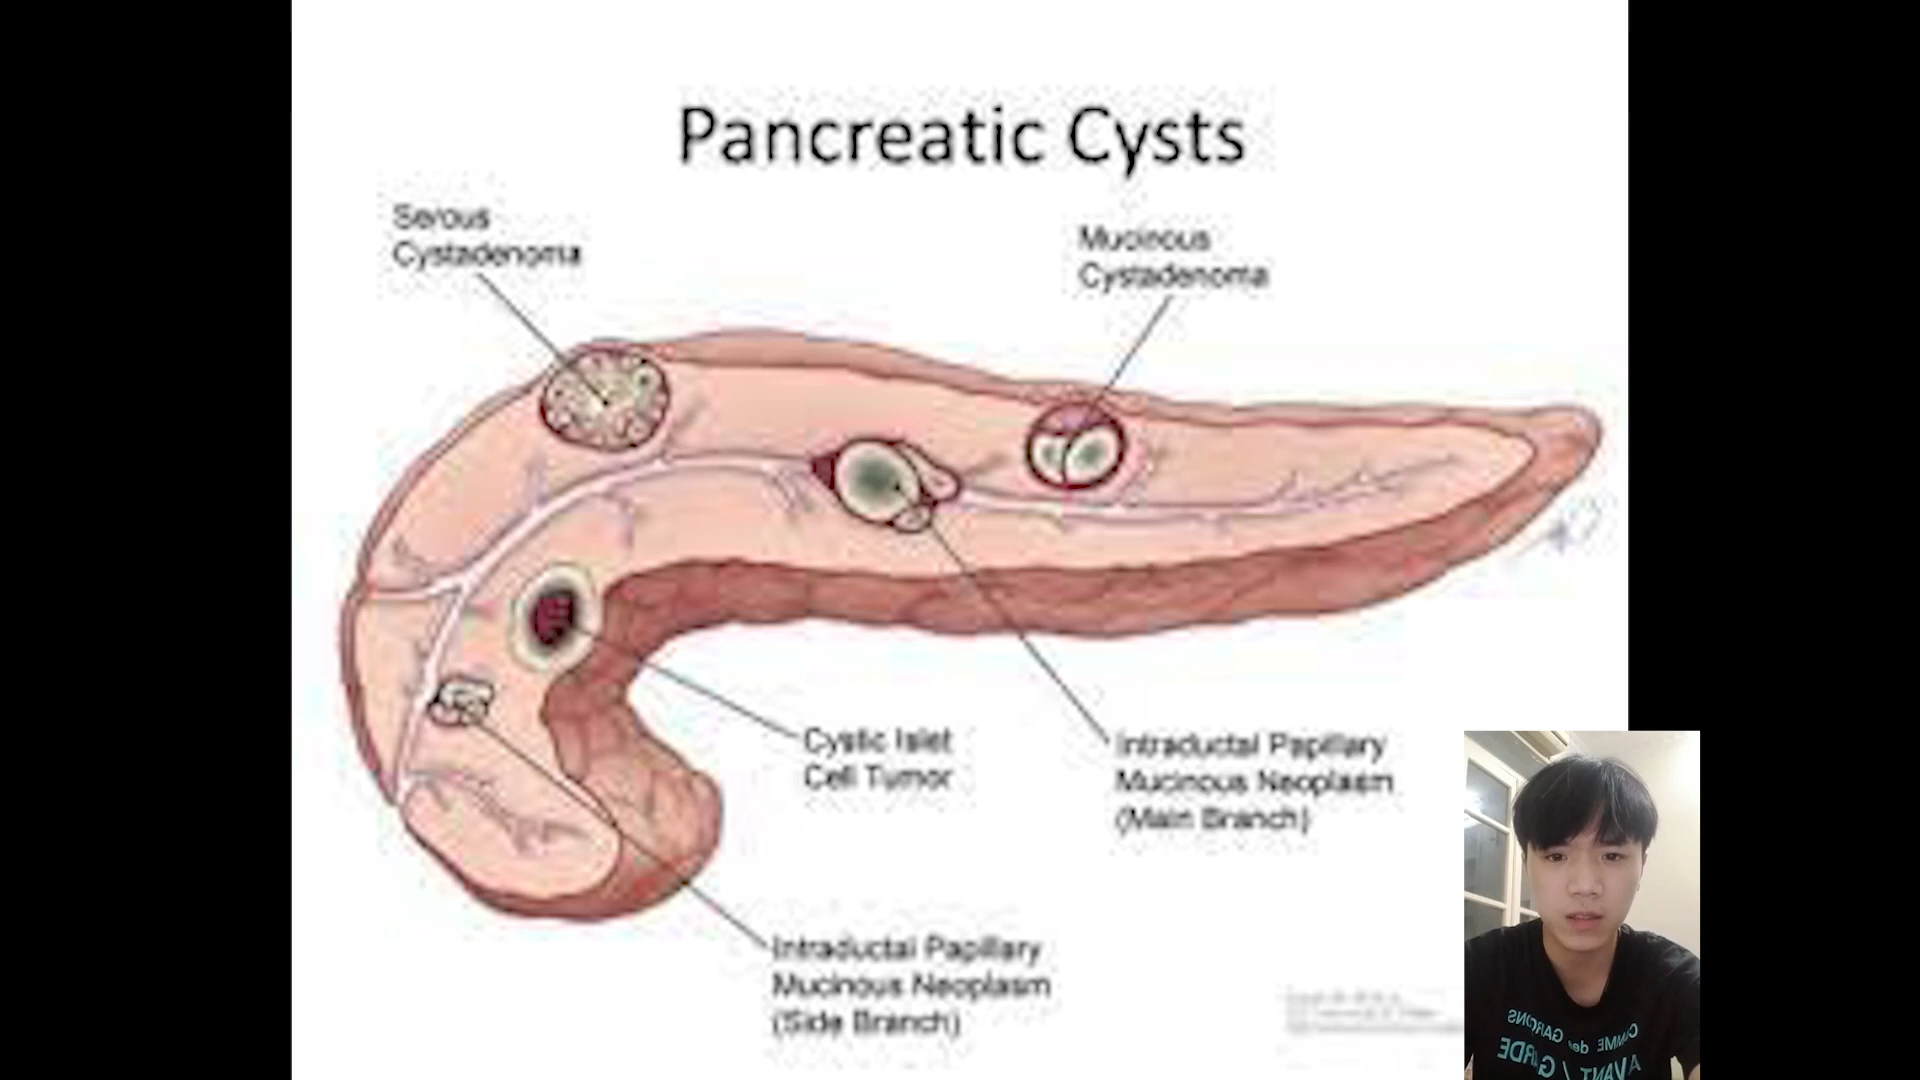 Pancreatic Cysts
Serous
Cystadenoma
Mucinous
Cystadenoma
Cystic Islet
Cell Tumor
Intraductal Papillary
Mucinous Neoplasm
(Main Branch)
Intraductal Papillary
Mucinous Neoplasm
(Side Branch)
COMME des GARÇONS
AVANT / GARDE